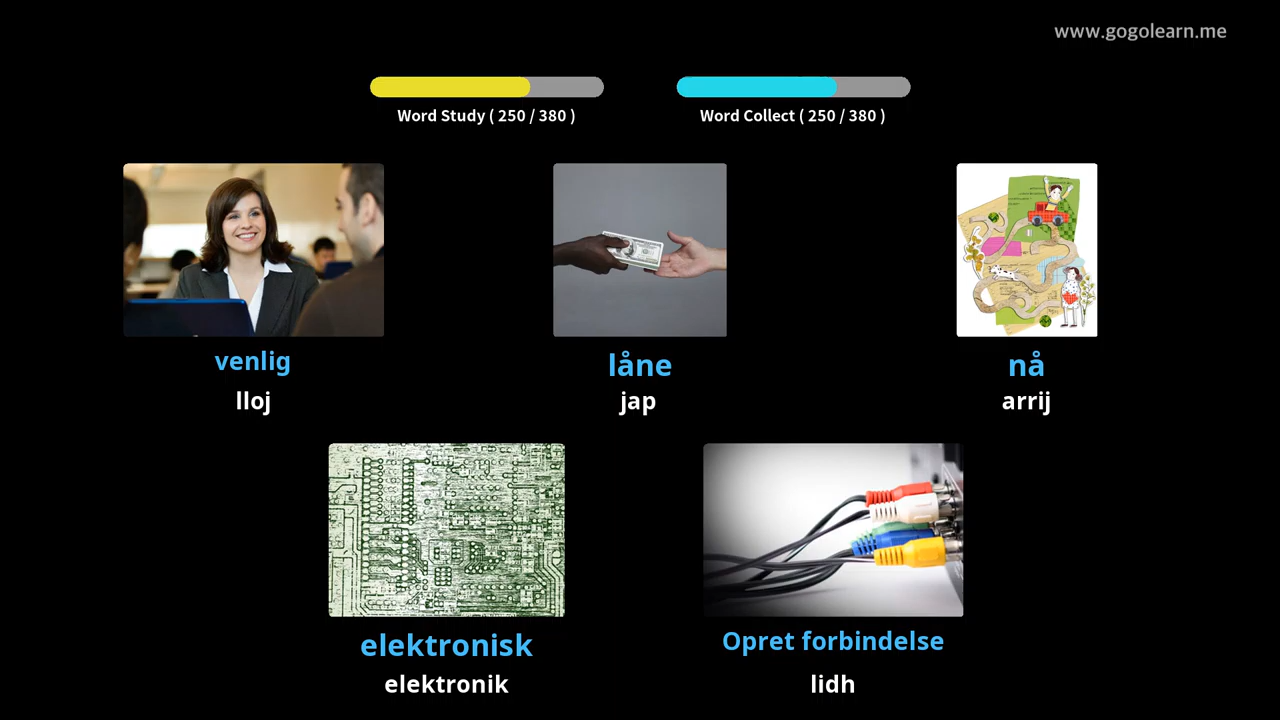 www.gogolearn.me
Word Study ( 250 / 380 )
Word Collect ( 250 / 380 )
venlig
lloj
låne
jap
nå
arrij
elektronisk
elektronik
Opret forbindelse
lidh